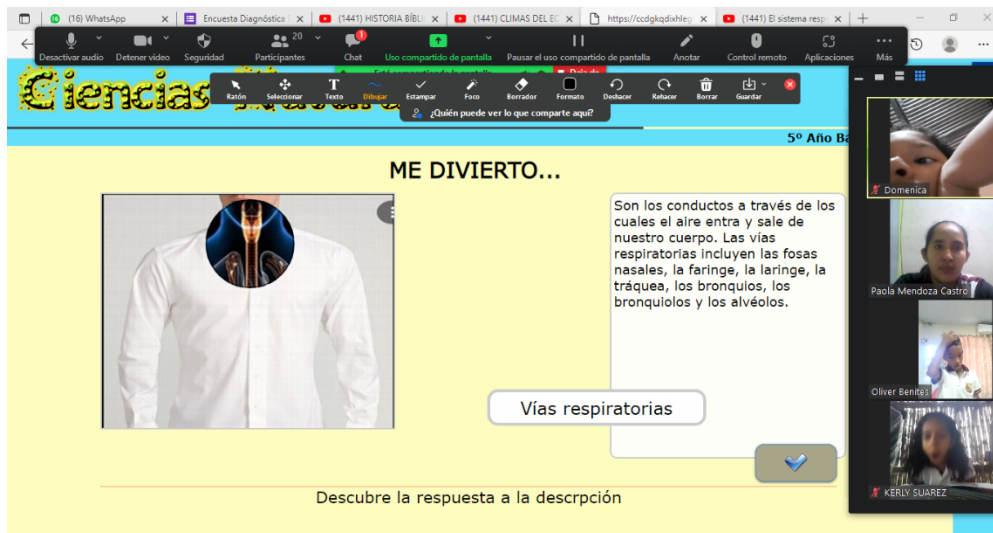 (16) WhatsApp
Encuesta Diagnóstica
(1441) HISTORIA BÍBLI
(1441) CLIMAS DEL EC
https://ccdgkqdixhleg
(1441) El sistema resp
Desactivar audio
Detener video
Seguridad
Participantes
20
Chat
1
Uso compartido de pantalla
Pausar el uso compartido de pantalla
Anotar
Control remoto
Aplicaciones
Más
Ratón
Seleccionar
Texto
Dibujar
Estampar
Foco
Borrador
Formato
Deshacer
Rehacer
Borrar
Guardar
¿Quién puede ver lo que comparte aquí?
Ciencias
5º Año Bá
ME DIVIERTO...
Son los conductos a través de los
cuales el aire entra y sale de
nuestro cuerpo. Las vías
respiratorias incluyen las fosas
nasales, la faringe, la laringe, la
tráquea, los bronquios, los
bronquiolos y los alvéolos.
Vías respiratorias
Descubre la respuesta a la descrpción
Domenica
Paola Mendoza Castro
Oliver Benites
KERLY SUAREZ